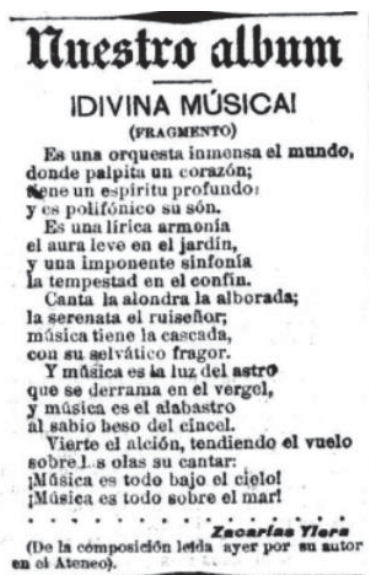 Nuestro album
¡DIVINA MÚSICA!
(FRAGMENTO)
Es una orquesta inmensa el mundo,
donde palpita un corazón;
tiene un espíritu profundo:
y es polifónico su són.
Es una lírica armonía
el aura leve en el jardín,
y una imponente sinfonía
la tempestad en el confín.
Canta la alondra la alborada;
la serenata el ruiseñor;
música tiene la cascada,
con su selvático fragor.
Y música es la luz del astro
que se derrama en el vergel,
y música es el alabastro
al sabio beso del cincel.
Vierte el alción, tendiendo el vuelo
sobre l s olas su cantar:
¡Música es todo bajo el cielo!
¡Música es todo sobre el mar!
. . . . . . . . . . . . . . . .
Zacarías Ylera
(De la composición leída ayer por su autor
en el Ateneo).